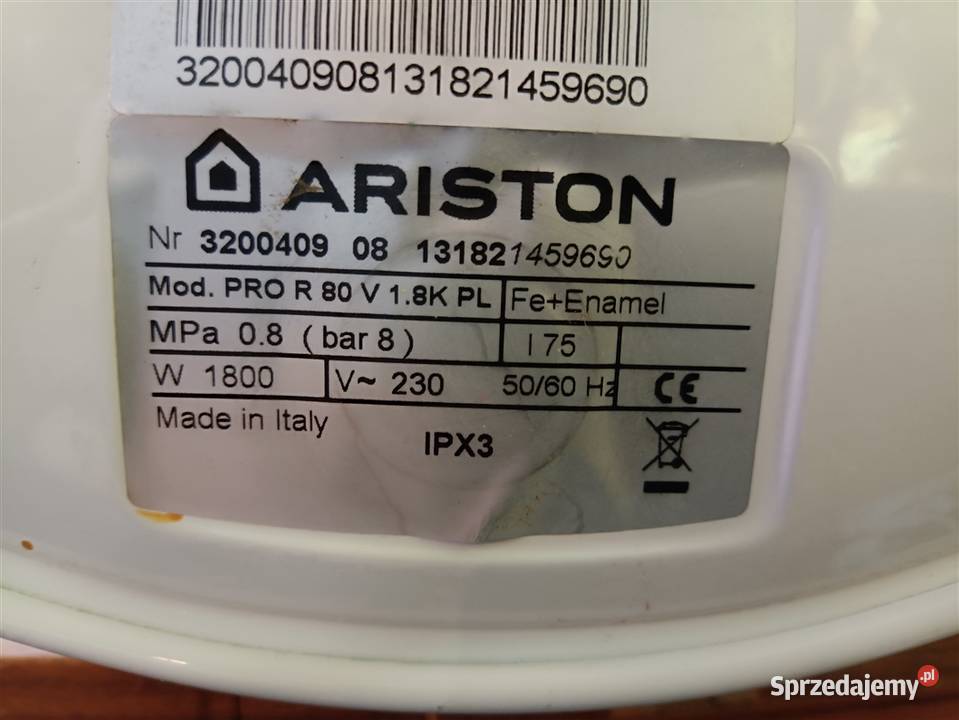 320040908131821459690
ARISTON
Nr 3200409 08 131821459690
Mod. PRO R 80 V 1.8K PL Fe+Enamel
MPa 0.8 (bar 8) l 75
W 1800 V~ 230 50/60 Hz CE
Made in Italy
IPX3
Sprzedajemy.pl